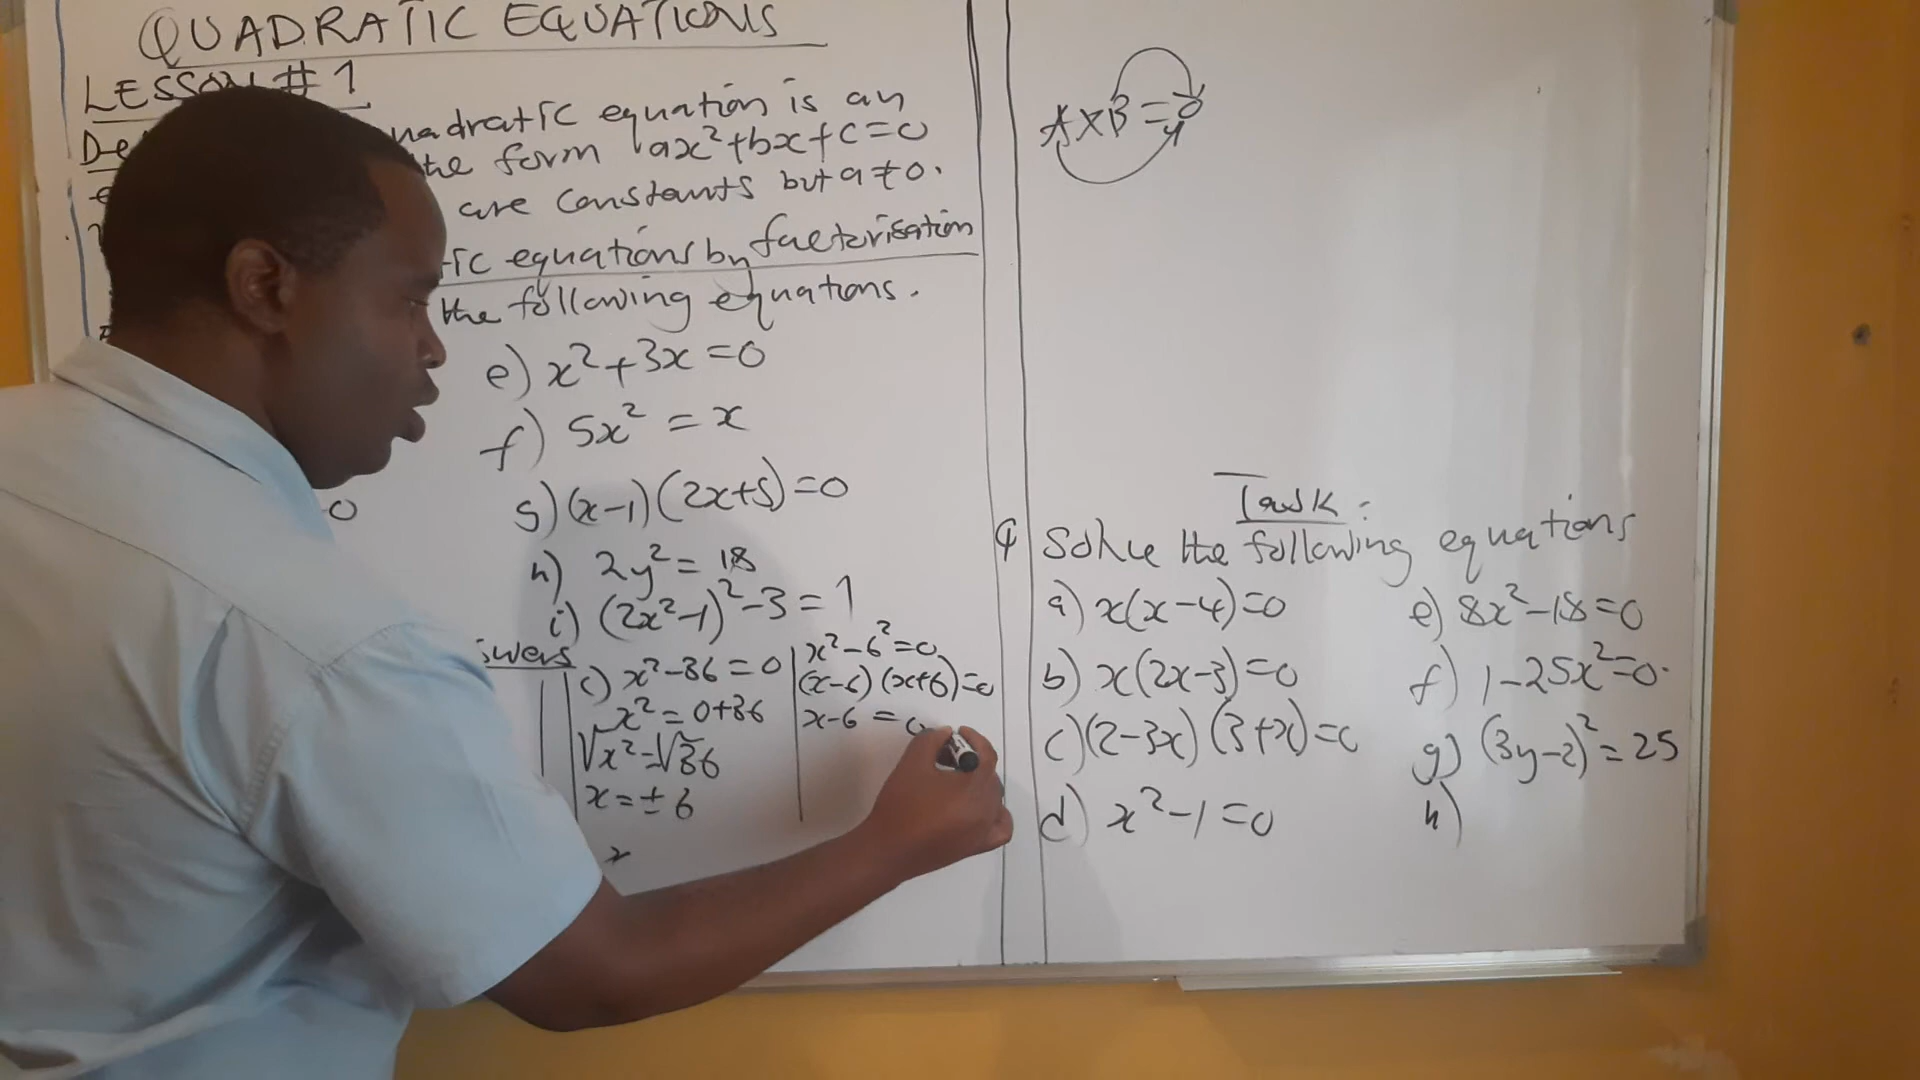 QUADRATIC EQUATIONS
LESSON # 1
De
uadratic equation is an
the form ax²+bx+c=0
are constants but a≠0.
-ic equations by factorisation
the following equations.
e) x²+3x=0
f) 5x² = x
g) (x-1)(2x+5)=0
-0
h) 2y² = 18
i) (2x²-1)²-3=1
swers
c) x²-36=0
x² = 0+36
√x²=√36
x=±6
x
x²-6²=0
(x-6)(x+6)=0
x-6=0
A×B=0
Task:
Solve the following equations
a) x(x-4)=0
b) x(2x-3)=0
c) (2-3x)(3+x)=0
d) x²-1=0
e) 8x²-18=0
f) 1-25x²=0.
g) (3y-2)²=25
h)